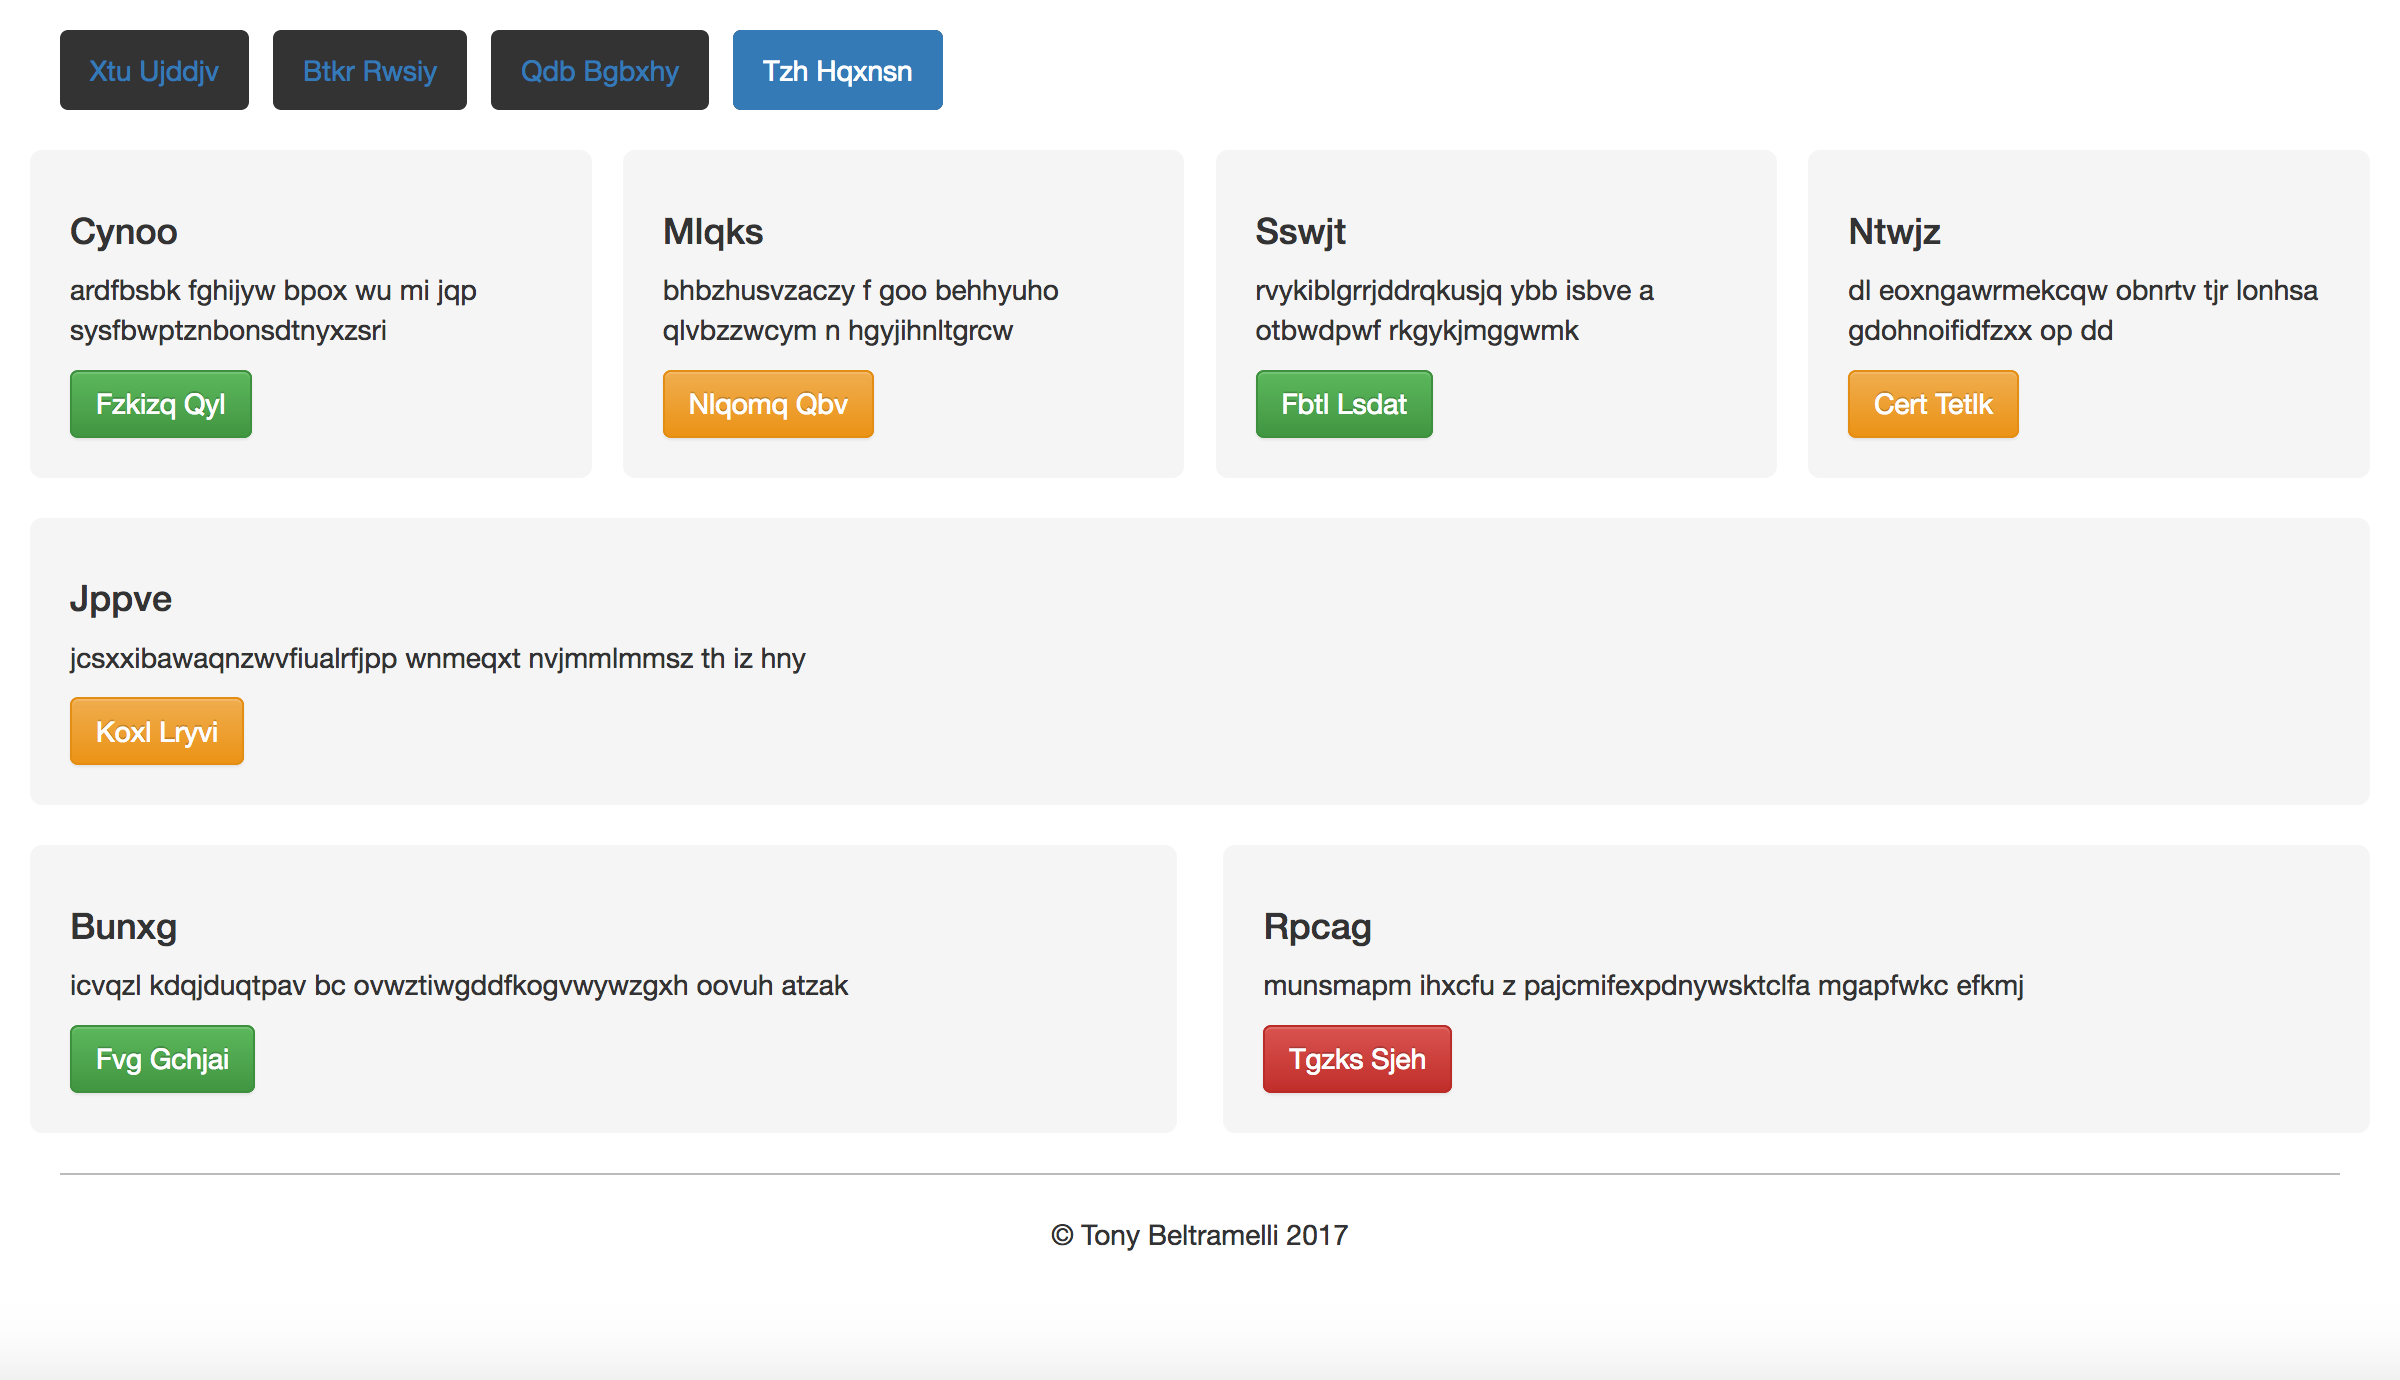 Xtu Ujddjv
Btkr Rwsiy
Qdb Bgbxhy
Tzh Hqxnsn
Cynoo
ardfbsbk fghijyw bpox wu mi jqp
sysfbwptznbonsdtnyxzsri
Fzkizq Qyl
Mlqks
bhbzhusvzaczy f goo behhyuho
qlvbzzwcym n hgyjihnltgrcw
Nlqomq Qbv
Sswjt
rvykiblgrrjddrqkusjq ybb isbve a
otbwdpwf rkgykjmggwmk
Fbtl Lsdat
Ntwjz
dl eoxngawrmekcqw obnrtv tjr lonhsa
gdohnoifidfzxx op dd
Cert Tetlk
Jppve
jcsxxibawaqnzwvfiualrfjpp wnmeqxt nvjmmlmmsz th iz hny
Koxl Lryvi
Bunxg
icvqzl kdqjduqtpav bc ovwztiwgddfkogvwywzgxh oovuh atzak
Fvg Gchjai
Rpcag
munsmapm ihxcfu z pajcmifexpdnywsktclfa mgapfwkc efkmj
Tgzks Sjeh
© Tony Beltramelli 2017